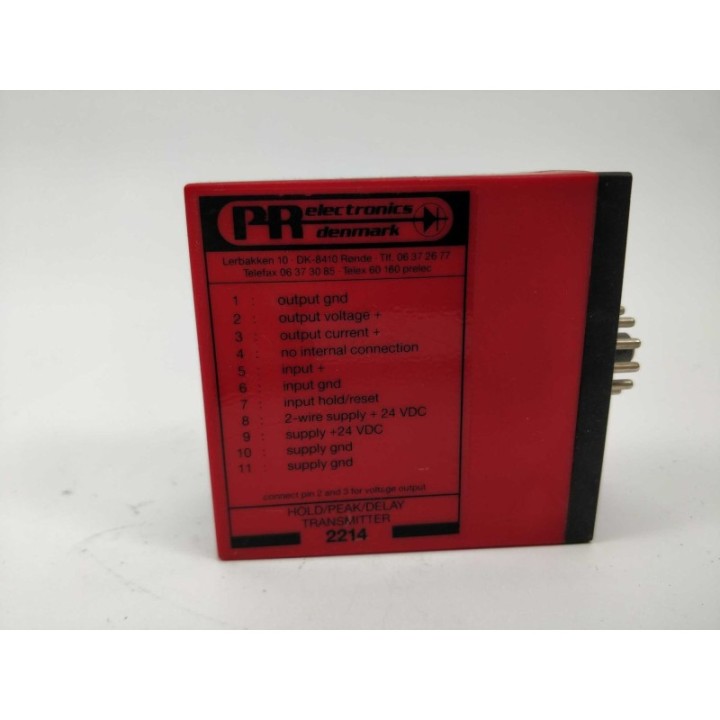 PR electronics
denmark
Lerbakken 10 · DK-8410 Rønde · Tlf. 06 37 26 77
Telefax 06 37 30 85 · Telex 60 160 prelec
1 : output gnd
2 : output voltage +
3 : output current +
4 : no internal connection
5 : input +
6 : input gnd
7 : input hold/reset
8 : 2-wire supply + 24 VDC
9 : supply +24 VDC
10 : supply gnd
11 : supply gnd
connect pin 2 and 3 for voltage output
HOLD/PEAK/DELAY
TRANSMITTER
2214